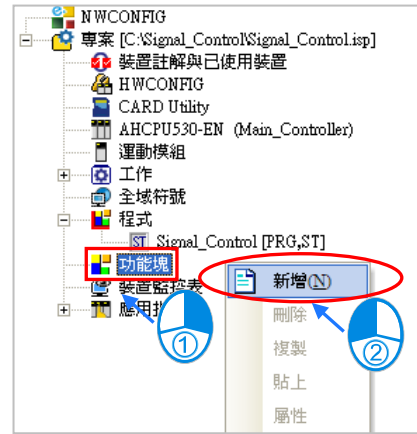 NWCONFIG
專案 [C:\Signal_Control\Signal_Control.isp]
裝置註解與已使用裝置
HWCONFIG
CARD Utility
AHCPU530-EN (Main_Controller)
運動模組
工作
全域符號
程式
ST Signal_Control [PRG,ST]
功能塊
新增(N)
裝置監控表
刪除
應用
①
②
複製
貼上
屬性